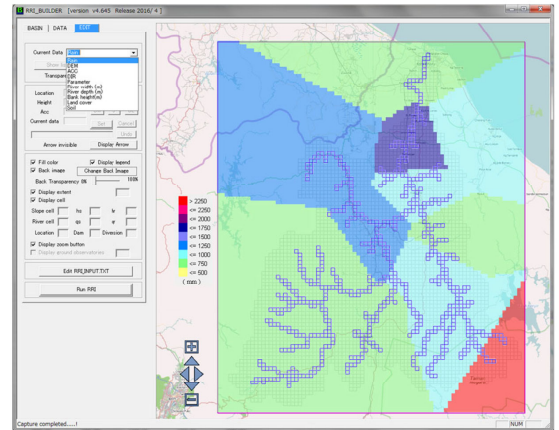 RRI_BUILDER [version v4.645 Release 2016/ 4 ]
BASIN DATA EDIT
Current Data Rain
Rain
DEM
ACC
DIR
Parameter
River width (m)
River depth (m)
Bank height(m)
Land cover
Soil
Location
Height
Acc
Current data
Set Cancel
Undo
Arrow invisible Display Arrow
Fill color Display legend
Back image Change Back Image
Back Transparency 0% 100%
Display extent
Display cell
Slope cell hs lv
River cell qs
Location Dam Diversion
Display zoom button
Display ground observatories
Edit RRI_INPUT.TXT
Run RRI
> 2250
<= 2250
<= 2000
<= 1750
<= 1500
<= 1250
<= 1000
<= 750
<= 500
( mm )
Capture completed.....!
NUM